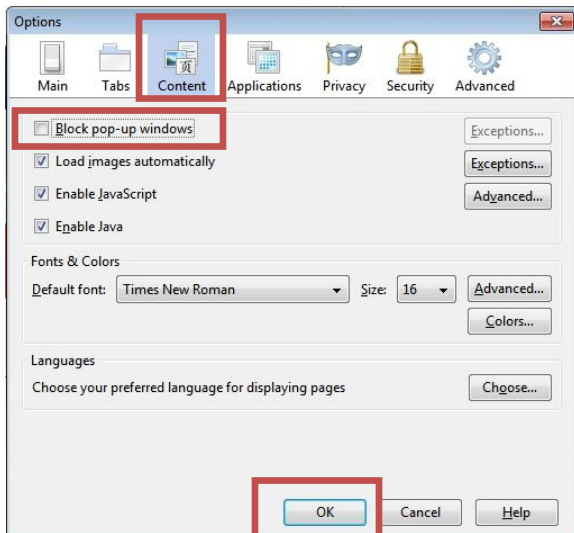 Options
Main Tabs Content Applications Privacy Security Advanced
Block pop-up windows Exceptions...
Load images automatically Exceptions...
Enable JavaScript Advanced...
Enable Java
Fonts & Colors
Default font: Times New Roman Size: 16 Advanced...
Colors...
Languages
Choose your preferred language for displaying pages Choose...
OK Cancel Help